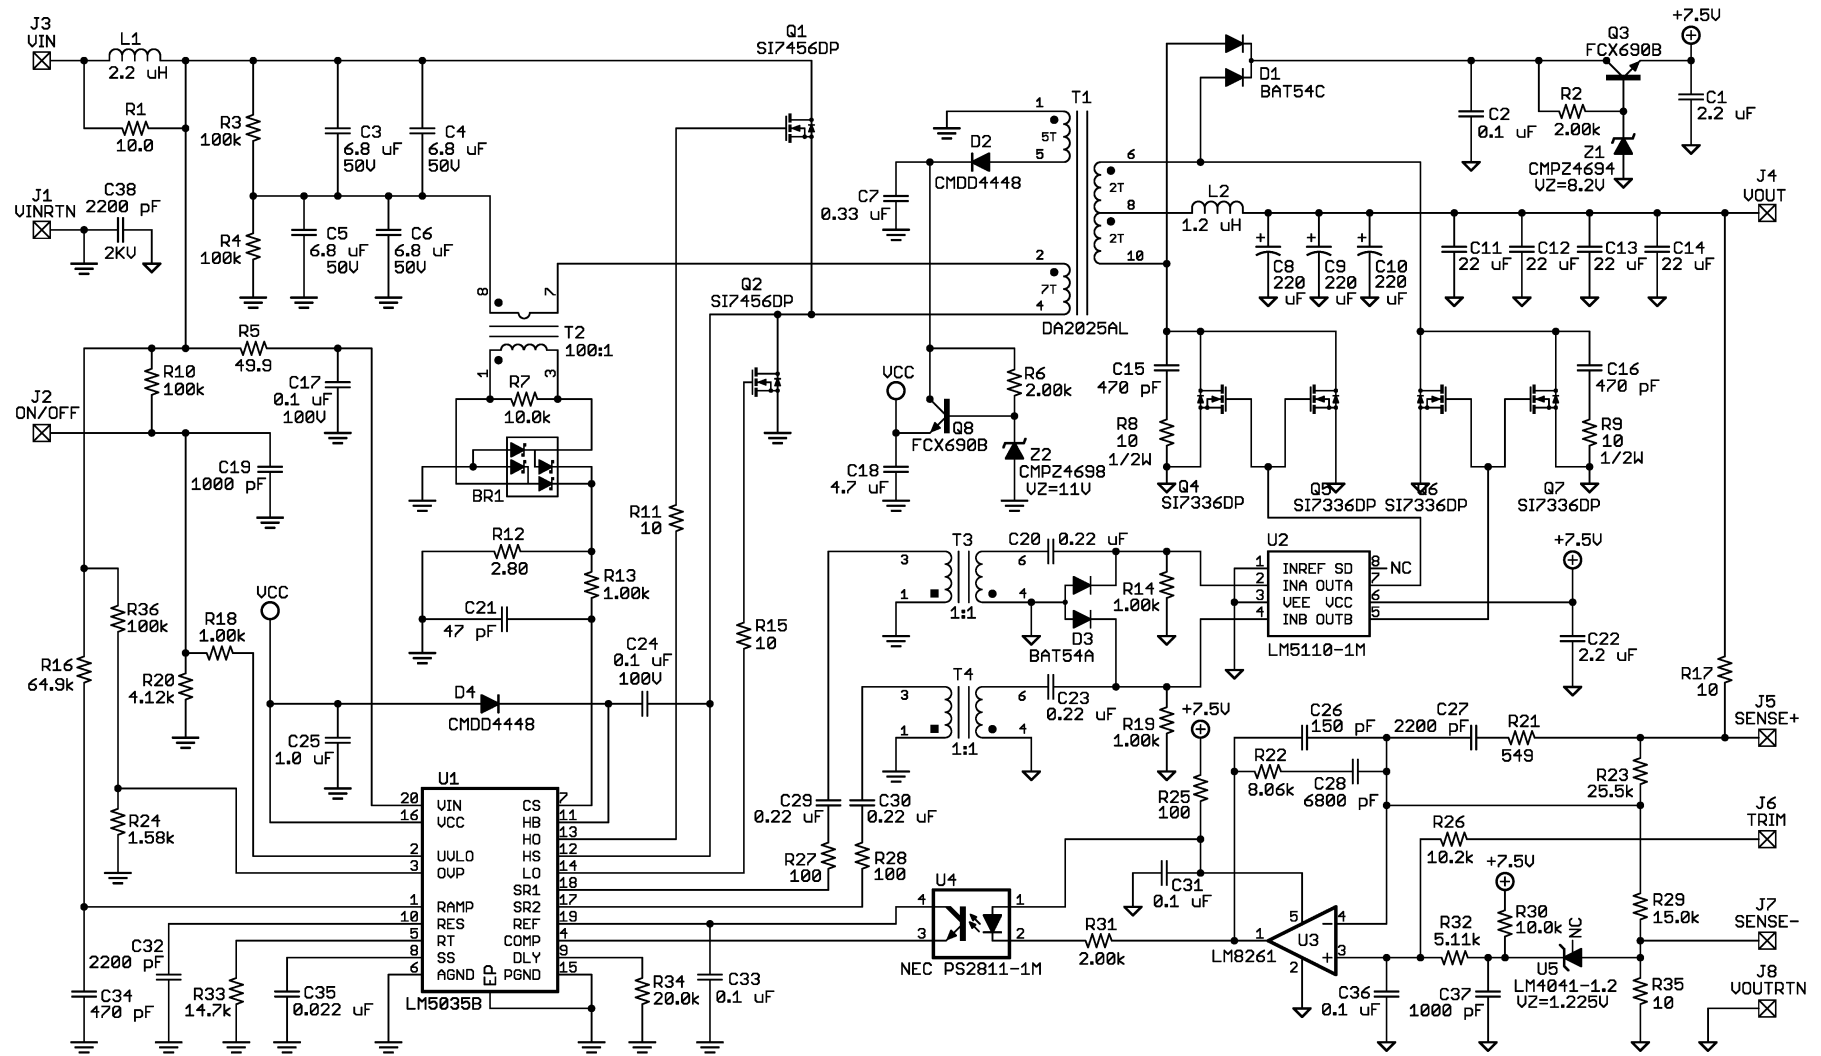 J3
VIN
L1
2.2 uH
R1
10.0
J1
VINRTN
C38
2200 pF
2KV
R3
100k
R4
100k
C3
6.8 uF
50V
C4
6.8 uF
50V
C5
6.8 uF
50V
C6
6.8 uF
50V
Q1
SI7456DP
Q2
SI7456DP
J2
ON/OFF
R10
100k
R5
49.9
C17
0.1 uF
100V
C19
1000 pF
8
7
T2
100:1
1
3
R7
10.0k
BR1
R12
2.80
C21
47 pF
R13
1.00k
R11
10
R15
10
C24
0.1 uF
100V
VCC
D4
CMDD4448
C25
1.0 uF
R36
100k
R18
1.00k
R16
64.9k
R20
4.12k
R24
1.58k
U1
20
VIN
CS
7
16
VCC
HB
11
HO
13
2
UVLO
HS
12
3
OVP
LO
14
SR1
18
1
RAMP
SR2
17
10
RES
REF
19
5
RT
COMP
4
8
SS
DLY
9
6
AGND
EP
PGND
15
LM5035B
C32
2200 pF
C34
470 pF
R33
14.7k
C35
0.022 uF
R34
20.0k
C33
0.1 uF
T1
1
5T
5
2
7T
4
6
2T
8
2T
10
DA2025AL
D2
CMDD4448
C7
0.33 uF
VCC
Q8
FCX690B
R6
2.00k
Z2
CMPZ4698
VZ=11V
C18
4.7 uF
D1
BAT54C
C2
0.1 uF
R2
2.00k
Q3
FCX690B
+7.5V
C1
2.2 uF
Z1
CMPZ4694
VZ=8.2V
L2
1.2 uH
J4
VOUT
+
C8
220
uF
+
C9
220
uF
+
C10
220
uF
C11
22 uF
C12
22 uF
C13
22 uF
C14
22 uF
C15
470 pF
R8
10
1/2W
Q4
SI7336DP
Q5
SI7336DP
Q6
SI7336DP
Q7
SI7336DP
C16
470 pF
R9
10
1/2W
T3
3
1
6
4
1:1
C20
0.22 uF
D3
BAT54A
R14
1.00k
T4
3
1
6
4
1:1
C23
0.22 uF
R19
1.00k
U2
1
INREF SD
8
NC
2
INA OUTA
7
3
VEE VCC
6
4
INB OUTB
5
LM5110-1M
+7.5V
C22
2.2 uF
R17
10
J5
SENSE+
+7.5V
R25
100
C26
150 pF
C27
2200 pF
R21
549
R22
8.06k
C28
6800 pF
R23
25.5k
J6
TRIM
R26
10.2k
C29
0.22 uF
C30
0.22 uF
R27
100
R28
100
U4
4
1
3
2
NEC PS2811-1M
C31
0.1 uF
R31
2.00k
5
4
1
U3
−
+
3
2
LM8261
R32
5.11k
+7.5V
R30
10.0k
NC
U5
LM4041-1.2
VZ=1.225V
R29
15.0k
J7
SENSE-
R35
10
C36
0.1 uF
C37
1000 pF
J8
VOUTRTN